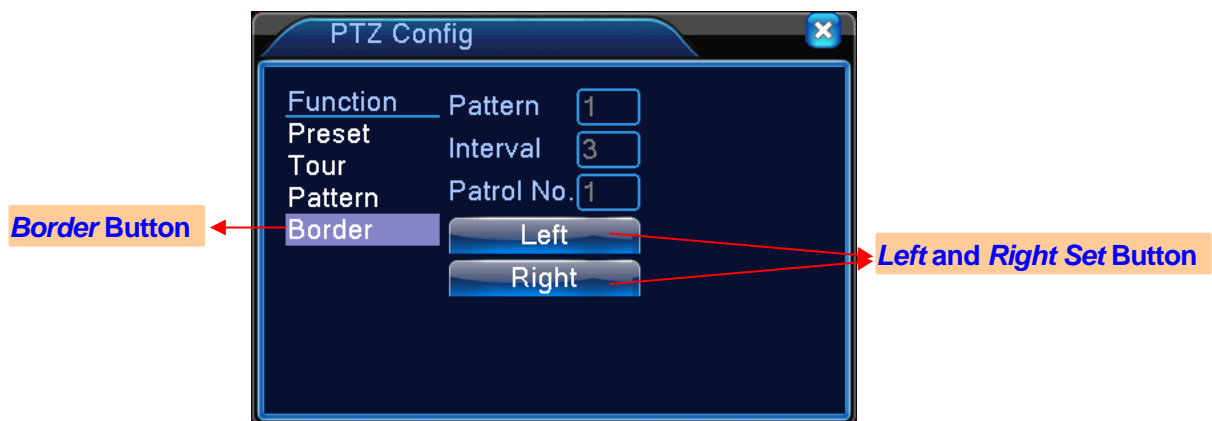 PTZ Config
Function
Preset
Tour
Pattern
Border
Pattern 1
Interval 3
Patrol No. 1
Left
Right
Border Button
Left and Right Set Button